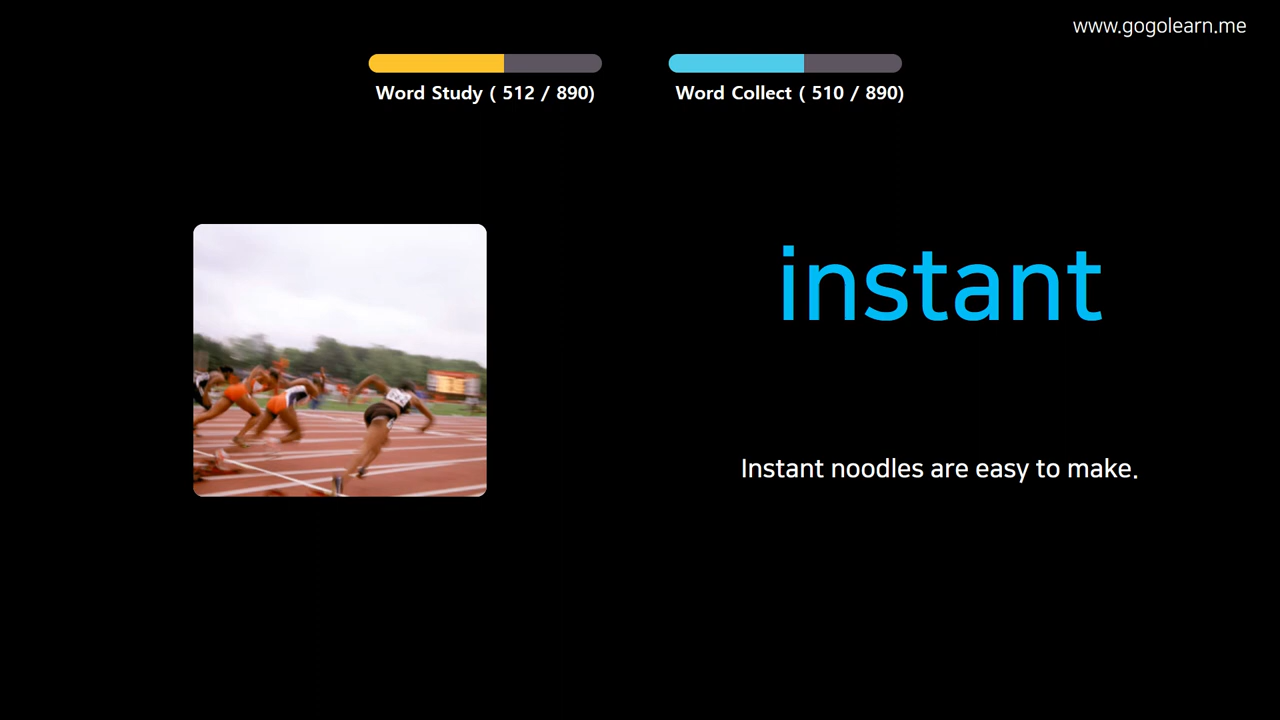 www.gogolearn.me
Word Study ( 512 / 890)
Word Collect ( 510 / 890)
instant
Instant noodles are easy to make.